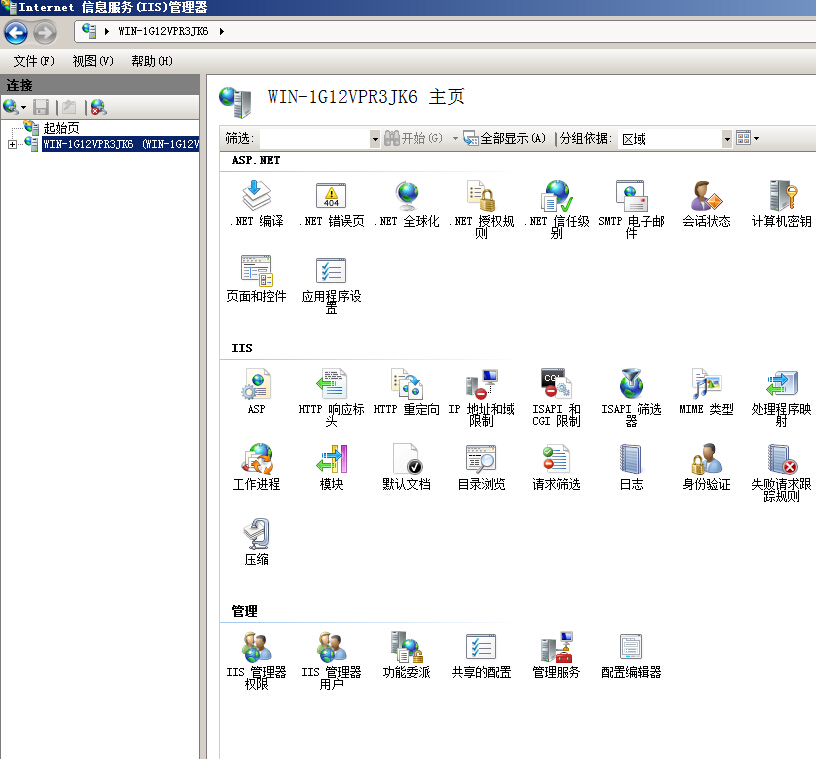 Internet 信息服务(IIS)管理器
WIN-1G12VPR3JK6
文件(F) 视图(V) 帮助(H)
连接
起始页
WIN-1G12VPR3JK6 (WIN-1G12V
WIN-1G12VPR3JK6 主页
筛选: 开始(G) 全部显示(A) 分组依据: 区域
ASP.NET
.NET 编译 .NET 错误页 .NET 全球化 .NET 授权规则 .NET 信任级别 SMTP 电子邮件 会话状态 计算机密钥
404
页面和控件 应用程序设置
IIS
ASP HTTP 响应标头 HTTP 重定向 IP 地址和域限制 ISAPI 和 CGI 限制 ISAPI 筛选器 MIME 类型 处理程序映射
工作进程 模块 默认文档 目录浏览 请求筛选 日志 身份验证 失败请求跟踪规则
压缩
管理
IIS 管理器权限 IIS 管理器用户 功能委派 共享的配置 管理服务 配置编辑器